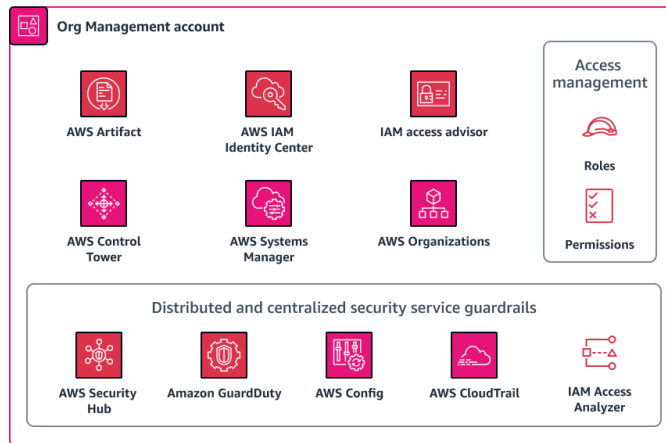 Org Management account
Access
management
AWS Artifact
AWS IAM
Identity Center
IAM access advisor
Roles
AWS Control
Tower
AWS Systems
Manager
AWS Organizations
Permissions
Distributed and centralized security service guardrails
AWS Security
Hub
Amazon GuardDuty
AWS Config
AWS CloudTrail
IAM Access
Analyzer